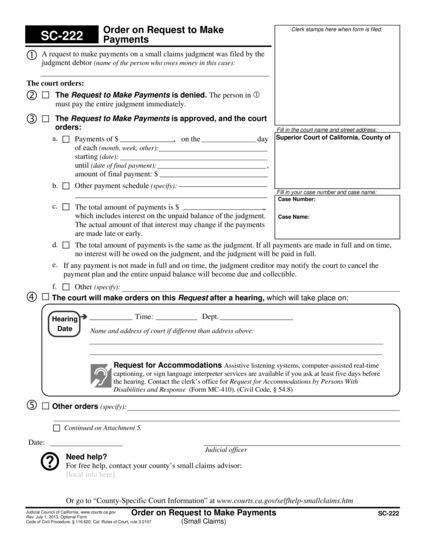 SC-222
Order on Request to Make
Payments
Clerk stamps here when form is filed.
① A request to make payments on a small claims judgment was filed by the
judgment debtor (name of the person who owes money in this case):
The court orders:
② The Request to Make Payments is denied. The person in ①
must pay the entire judgment immediately.
③ The Request to Make Payments is approved, and the court
orders:
a. Payments of $ , on the day
of each (month, week, other):
starting (date):
until (date of final payment): ,
amount of final payment: $
b. Other payment schedule (specify):
c. The total amount of payments is $ ,
which includes interest on the unpaid balance of the judgment.
The actual amount of that interest may change if the payments
are made late or early.
Fill in the court name and street address:
Superior Court of California, County of
Fill in your case number and case name:
Case Number:
Case Name:
d. The total amount of payments is the same as the judgment. If all payments are made in full and on time,
no interest will be owed on the judgment, and the judgment will be paid in full.
e. If any payment is not made in full and on time, the judgment creditor may notify the court to cancel the
payment plan and the entire unpaid balance will become due and collectible.
f. Other (specify):
④ The court will make orders on this Request after a hearing, which will take place on:
Hearing
Date
Time: Dept.
Name and address of court if different than address above:
Request for Accommodations Assistive listening systems, computer-assisted real-time
captioning, or sign language interpreter services are available if you ask at least five days before
the hearing. Contact the clerk's office for Request for Accommodations by Persons With
Disabilities and Response (Form MC-410). (Civil Code, § 54.8)
⑤ Other orders (specify):
Continued on Attachment 5.
Date:
Judicial officer
?
Need help?
For free help, contact your county's small claims advisor:
[local info here]
Or go to "County-Specific Court Information" at www.courts.ca.gov/selfhelp-smallclaims.htm
Judicial Council of California, www.courts.ca.gov
Rev. July 1, 2013, Optional Form
Code of Civil Procedure, § 116.620, Cal. Rules of Court, rule 3.2107
Order on Request to Make Payments
(Small Claims)
SC-222